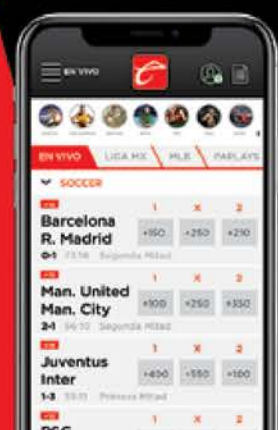 EN VIVO
EN VIVO LIGA MX MLB PARLAYS
SOCCER
1 X 2
Barcelona
R. Madrid
+150 +250 +210
0-1 Segunda Mitad
1 X 2
Man. United
Man. City
+100 +250 +350
2-1 Segunda Mitad
1 X 2
Juventus
Inter
+400 +550 +100
1-3 Primera Mitad
1 X 2
PSG